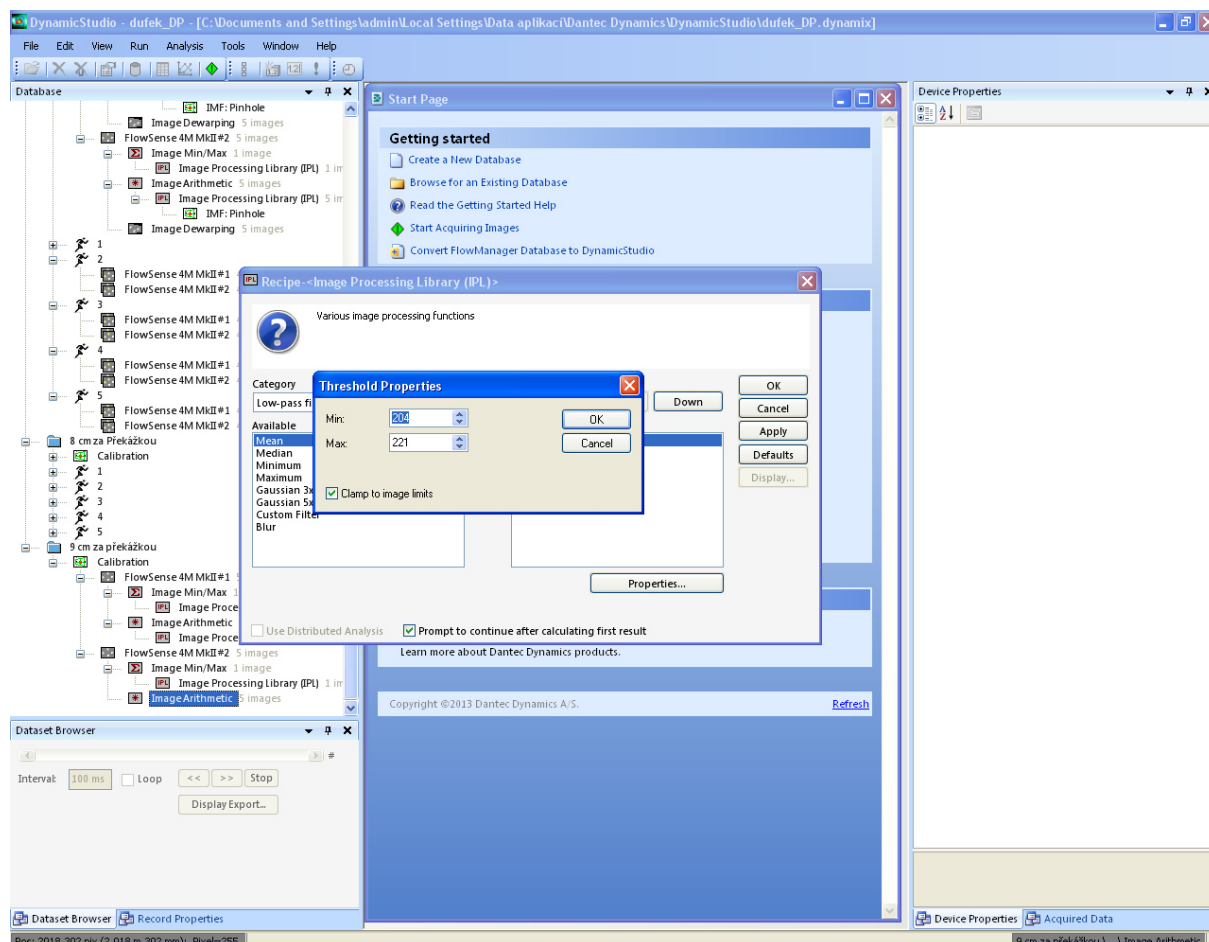 DynamicStudio - dufek_DP - [C:\Documents and Settings\admin\Local Settings\Data aplikací\Dantec Dynamics\DynamicStudio\dufek_DP.dynamix]
File Edit View Run Analysis Tools Window Help
Database
IMF: Pinhole
Image Dewarping 5 images
FlowSense 4M MkII#2 5 images
Image Min/Max 1 image
Image Processing Library (IPL) 1 im
Image Arithmetic 5 images
Image Processing Library (IPL) 5 im
IMF: Pinhole
Image Dewarping 5 images
1
2
FlowSense 4M MkII#1
FlowSense 4M MkII#2
3
FlowSense 4M MkII#1
FlowSense 4M MkII#2
4
FlowSense 4M MkII#1
FlowSense 4M MkII#2
5
FlowSense 4M MkII#1
FlowSense 4M MkII#2
8 cm za Překážkou
Calibration
1
2
3
4
5
9 cm za překážkou
Calibration
FlowSense 4M MkII#1
Image Min/Max 1
Image Proce
Image Arithmetic
Image Proce
FlowSense 4M MkII#2 5 images
Image Min/Max 1 image
Image Processing Library (IPL) 1 im
Image Arithmetic 5 images
Dataset Browser
#
Interval: 100 ms Loop << >> Stop
Display Export...
Dataset Browser Record Properties
Start Page
Getting started
Create a New Database
Browse for an Existing Database
Read the Getting Started Help
Start Acquiring Images
Convert FlowManager Database to DynamicStudio
Recipe-<Image Processing Library (IPL)>
Various image processing functions
Category
Low-pass fi
Available
Mean
Median
Minimum
Maximum
Gaussian 3x
Gaussian 5x
Custom Filter
Blur
Down
OK
Cancel
Apply
Defaults
Display...
Properties...
Use Distributed Analysis Prompt to continue after calculating first result
Threshold Properties
Min: 204 OK
Max: 221 Cancel
Clamp to image limits
Learn more about Dantec Dynamics products.
Copyright ©2013 Dantec Dynamics A/S. Refresh
Device Properties
Device Properties Acquired Data